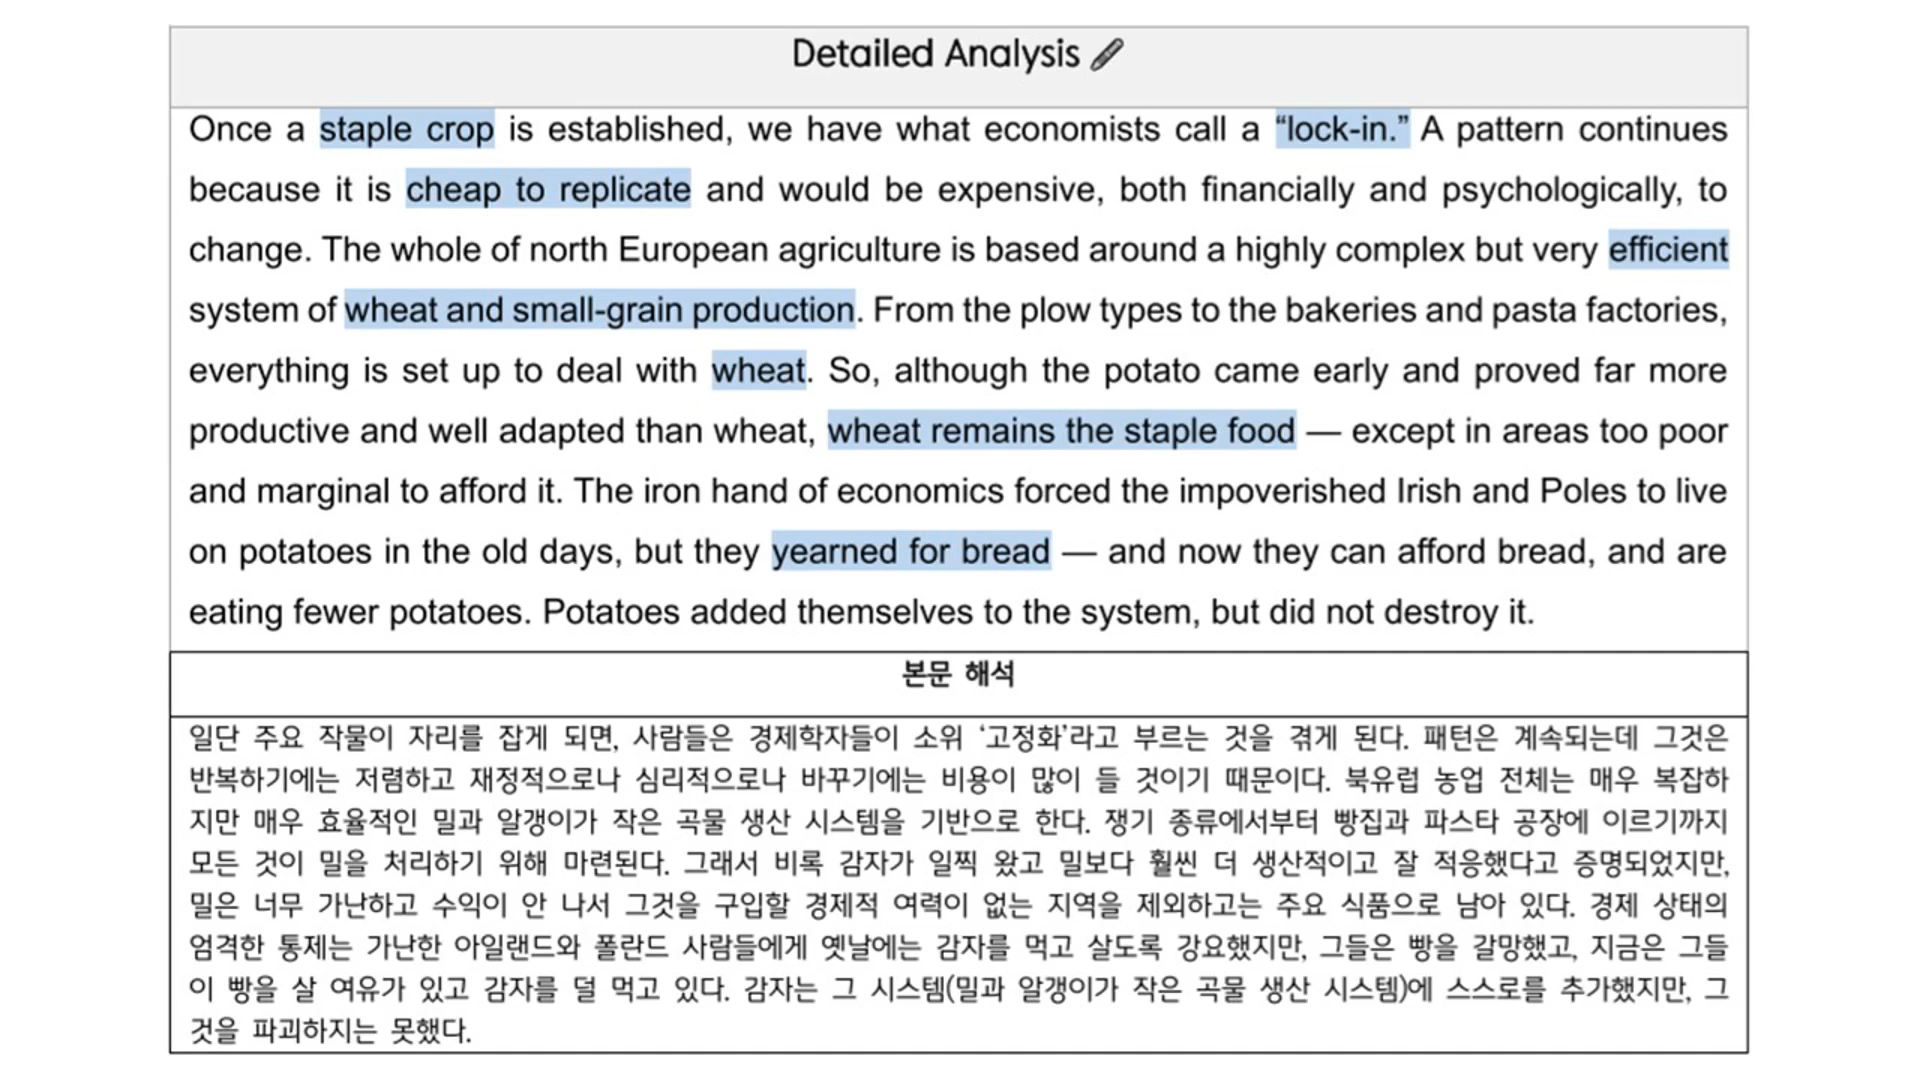 Detailed Analysis
Once a staple crop is established, we have what economists call a “lock-in.” A pattern continues
because it is cheap to replicate and would be expensive, both financially and psychologically, to
change. The whole of north European agriculture is based around a highly complex but very efficient
system of wheat and small-grain production. From the plow types to the bakeries and pasta factories,
everything is set up to deal with wheat. So, although the potato came early and proved far more
productive and well adapted than wheat, wheat remains the staple food — except in areas too poor
and marginal to afford it. The iron hand of economics forced the impoverished Irish and Poles to live
on potatoes in the old days, but they yearned for bread — and now they can afford bread, and are
eating fewer potatoes. Potatoes added themselves to the system, but did not destroy it.
본문 해석
일단 주요 작물이 자리를 잡게 되면, 사람들은 경제학자들이 소위 ‘고정화’라고 부르는 것을 겪게 된다. 패턴은 계속되는데 그것은
반복하기에는 저렴하고 재정적으로나 심리적으로나 바꾸기에는 비용이 많이 들 것이기 때문이다. 북유럽 농업 전체는 매우 복잡하
지만 매우 효율적인 밀과 알갱이가 작은 곡물 생산 시스템을 기반으로 한다. 쟁기 종류에서부터 빵집과 파스타 공장에 이르기까지
모든 것이 밀을 처리하기 위해 마련된다. 그래서 비록 감자가 일찍 왔고 밀보다 훨씬 더 생산적이고 잘 적응했다고 증명되었지만,
밀은 너무 가난하고 수익이 안 나서 그것을 구입할 경제적 여력이 없는 지역을 제외하고는 주요 식품으로 남아 있다. 경제 상태의
엄격한 통제는 가난한 아일랜드와 폴란드 사람들에게 옛날에는 감자를 먹고 살도록 강요했지만, 그들은 빵을 갈망했고, 지금은 그들
이 빵을 살 여유가 있고 감자를 덜 먹고 있다. 감자는 그 시스템(밀과 알갱이가 작은 곡물 생산 시스템)에 스스로를 추가했지만, 그
것을 파괴하지는 못했다.